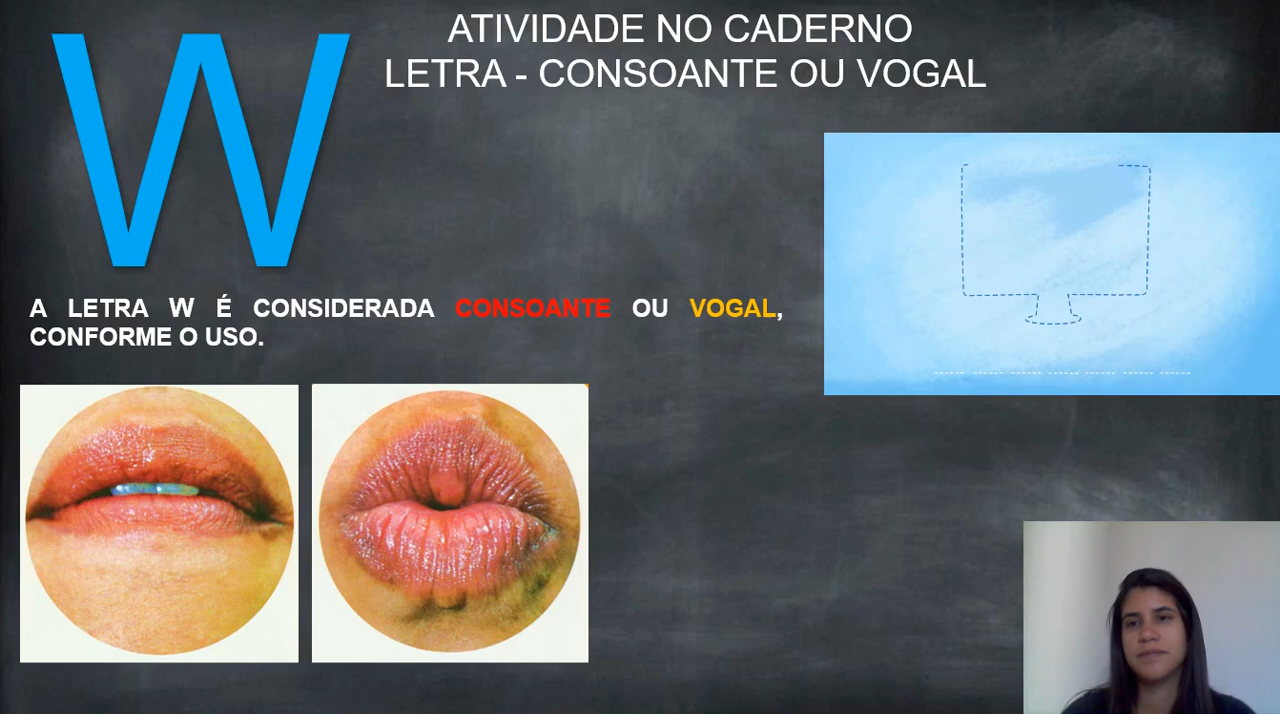 W
ATIVIDADE NO CADERNO
LETRA - CONSOANTE OU VOGAL
A LETRA W É CONSIDERADA CONSOANTE OU VOGAL,
CONFORME O USO.